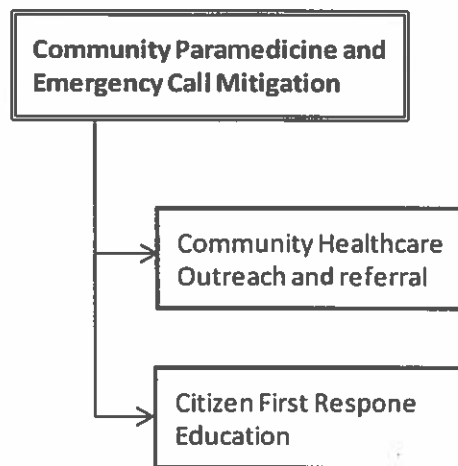 Community Paramedicine and
Emergency Call Mitigation
Community Healthcare
Outreach and referral
Citizen First Respone
Education